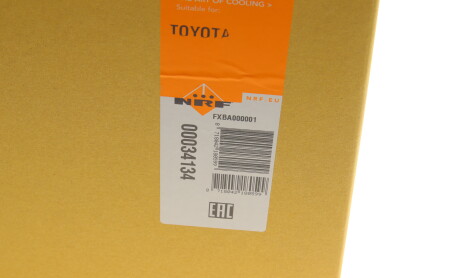 OF COOLING »
Suitable for:
TOYOTA
NRF
NRF.EU
FXBA000001
00034134
EAC